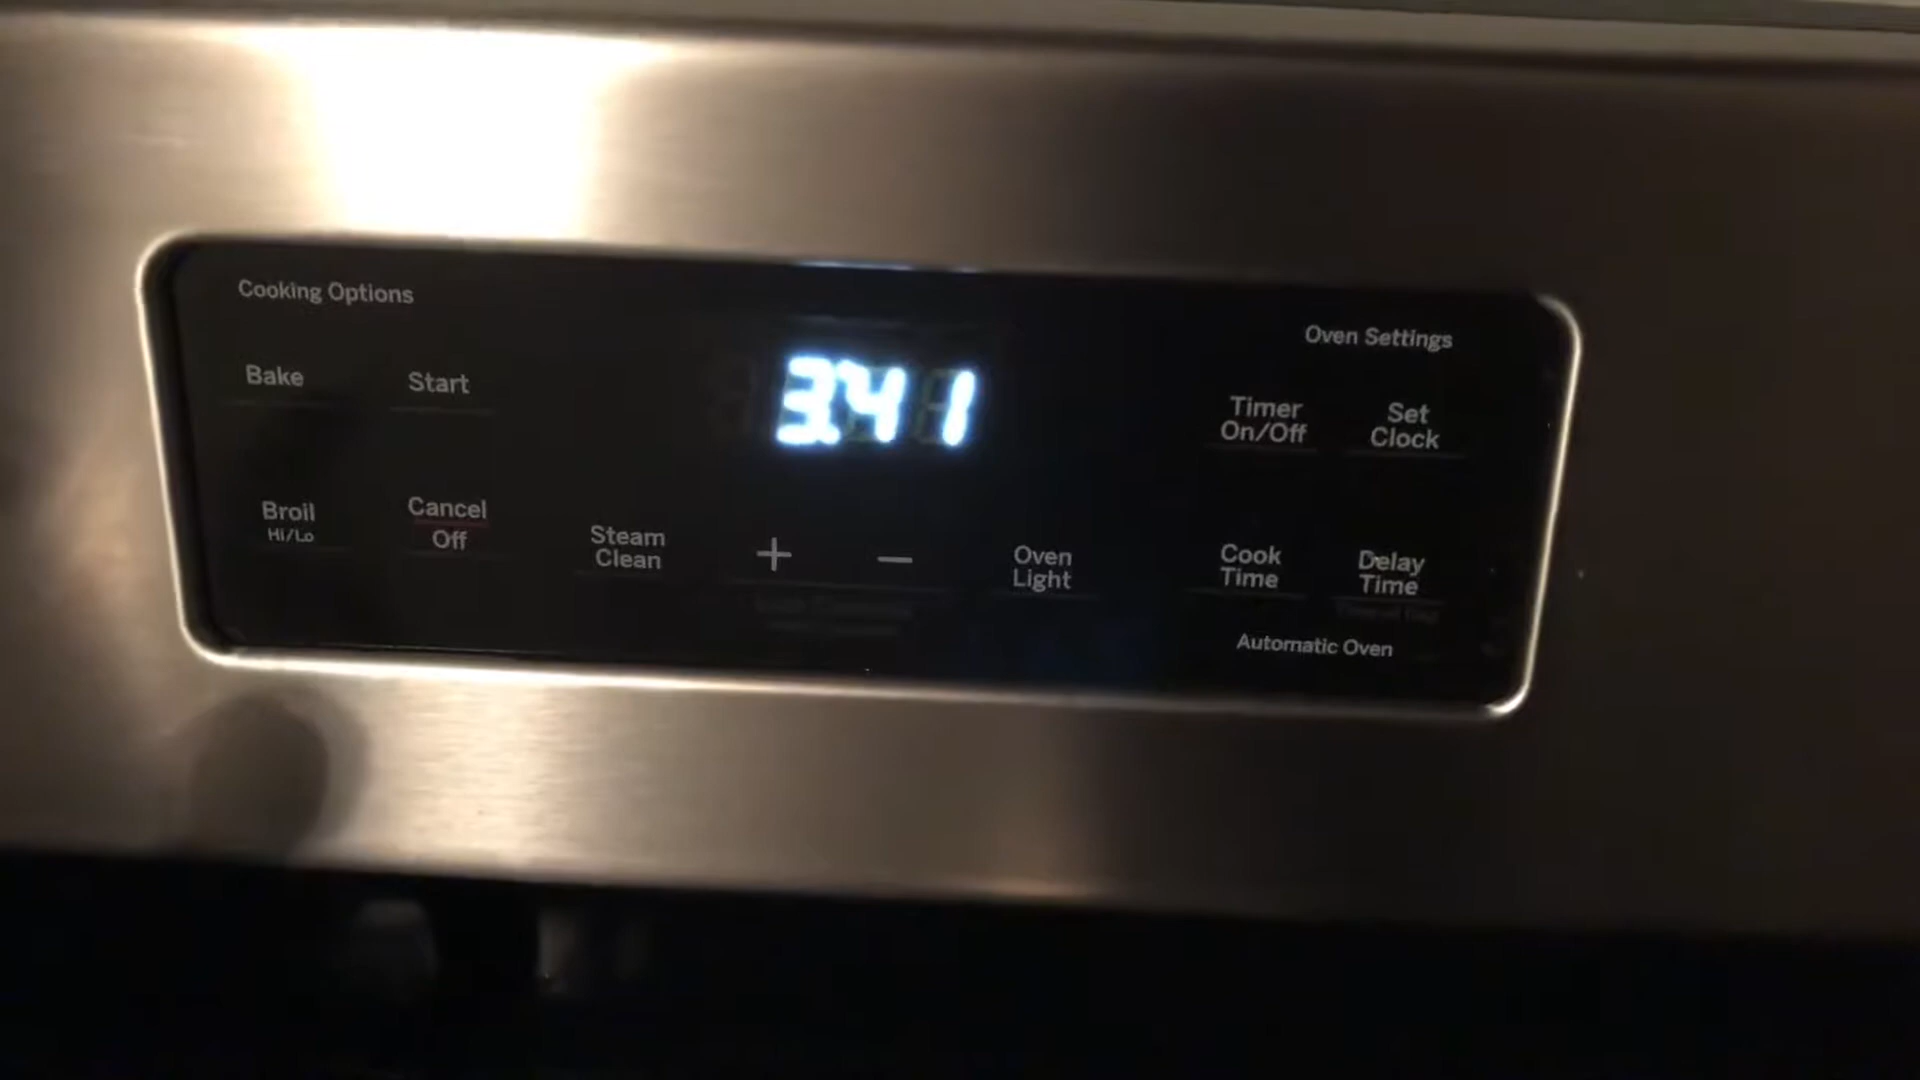 Cooking Options
Bake
Start
Broil
Hi/Lo
Cancel
Off
Steam
Clean
3:41
+
−
Oven
Light
Oven Settings
Timer
On/Off
Set
Clock
Cook
Time
Delay
Time
Automatic Oven